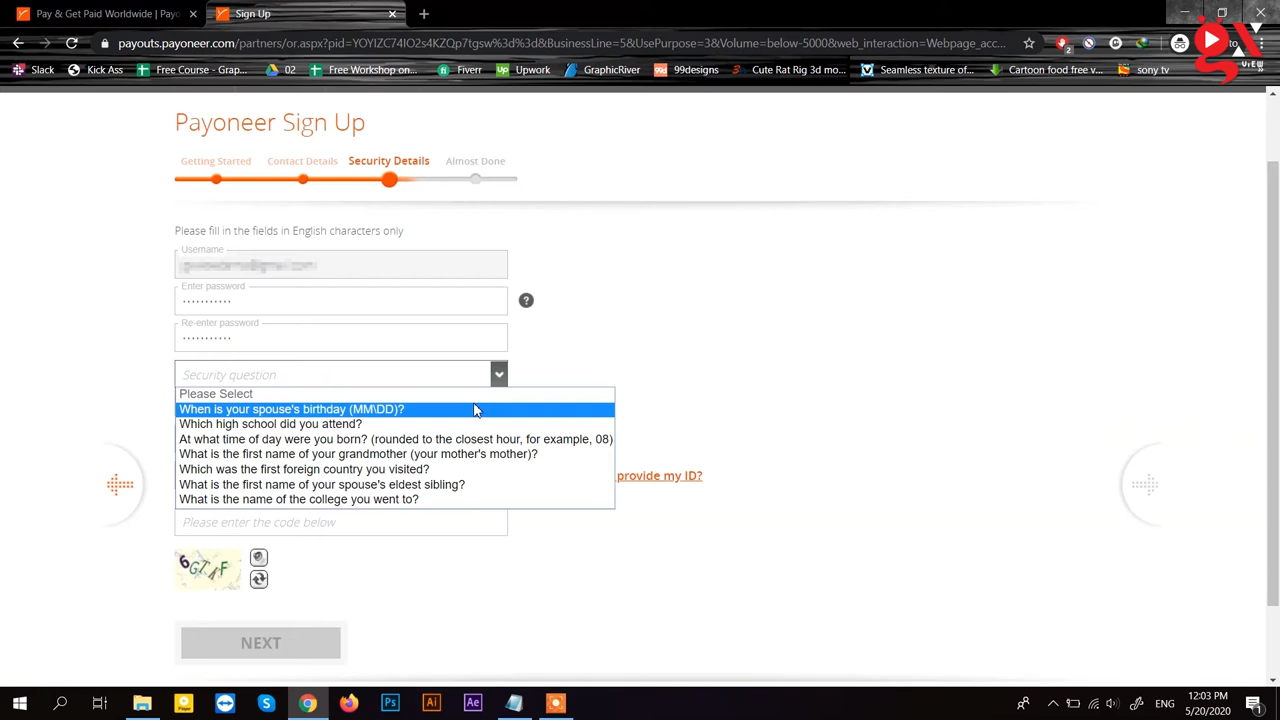 Pay & Get Paid Worldwide | Payo
Sign Up
payouts.payoneer.com/partners/or.aspx?pid=YOYIZC74IO2s4KZQp7tgsw%3d%3d&BusinessLine=5&UsePurpose=3&Volume=below-5000&web_interaction=Webpage_acc...
2
Slack
Kick Ass
Free Course - Grap...
02
Free Workshop on...
Fiverr
Upwork
GraphicRiver
99designs
Cute Rat Rig 3d mo...
Seamless texture of...
Cartoon food free v...
sony tv
VIEW
Payoneer Sign Up
Getting Started
Contact Details
Security Details
Almost Done
Please fill in the fields in English characters only
Username
Enter password
...........
?
Re-enter password
...........
Security question
Please Select
When is your spouse's birthday (MM\DD)?
Which high school did you attend?
At what time of day were you born? (rounded to the closest hour, for example, 08)
What is the first name of your grandmother (your mother's mother)?
Which was the first foreign country you visited?
provide my ID?
What is the first name of your spouse's eldest sibling?
What is the name of the college you went to?
Please enter the code below
NEXT
Player
S
Ps
Ai
Ae
ENG
12:03 PM
5/20/2020
1